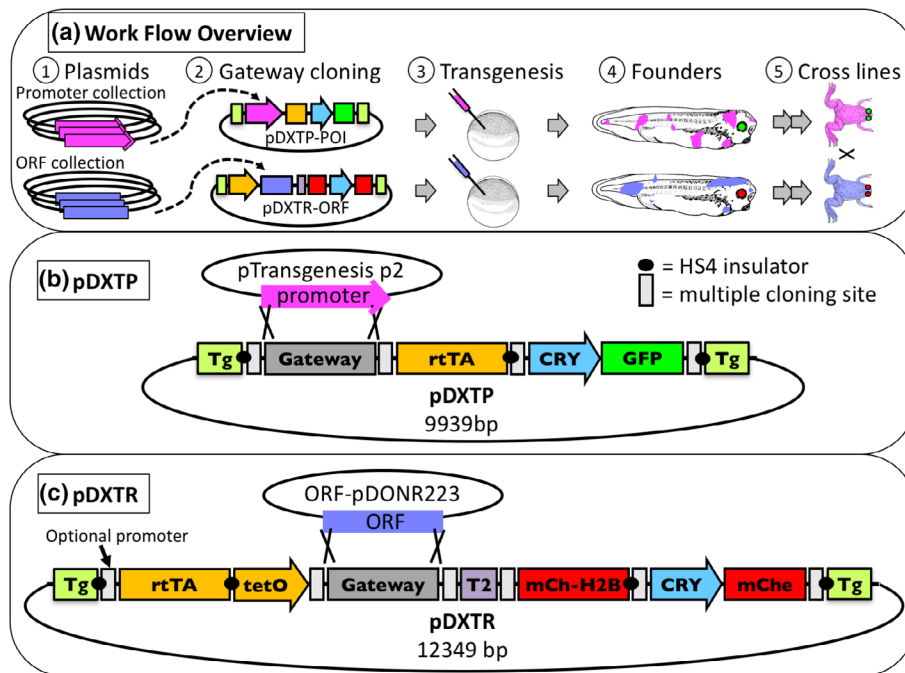 (a) Work Flow Overview
1 Plasmids
2 Gateway cloning
3 Transgenesis
4 Founders
5 Cross lines
Promoter collection
pDXTP-POI
ORF collection
pDXTR-ORF
X
(b) pDXTP
pTransgenesis p2
promoter
= HS4 insulator
= multiple cloning site
Tg Gateway rtTA CRY GFP Tg
pDXTP
9939bp
(c) pDXTR
ORF-pDONR223
ORF
Optional promoter
Tg rtTA tetO Gateway T2 mCh-H2B CRY mChe Tg
pDXTR
12349 bp